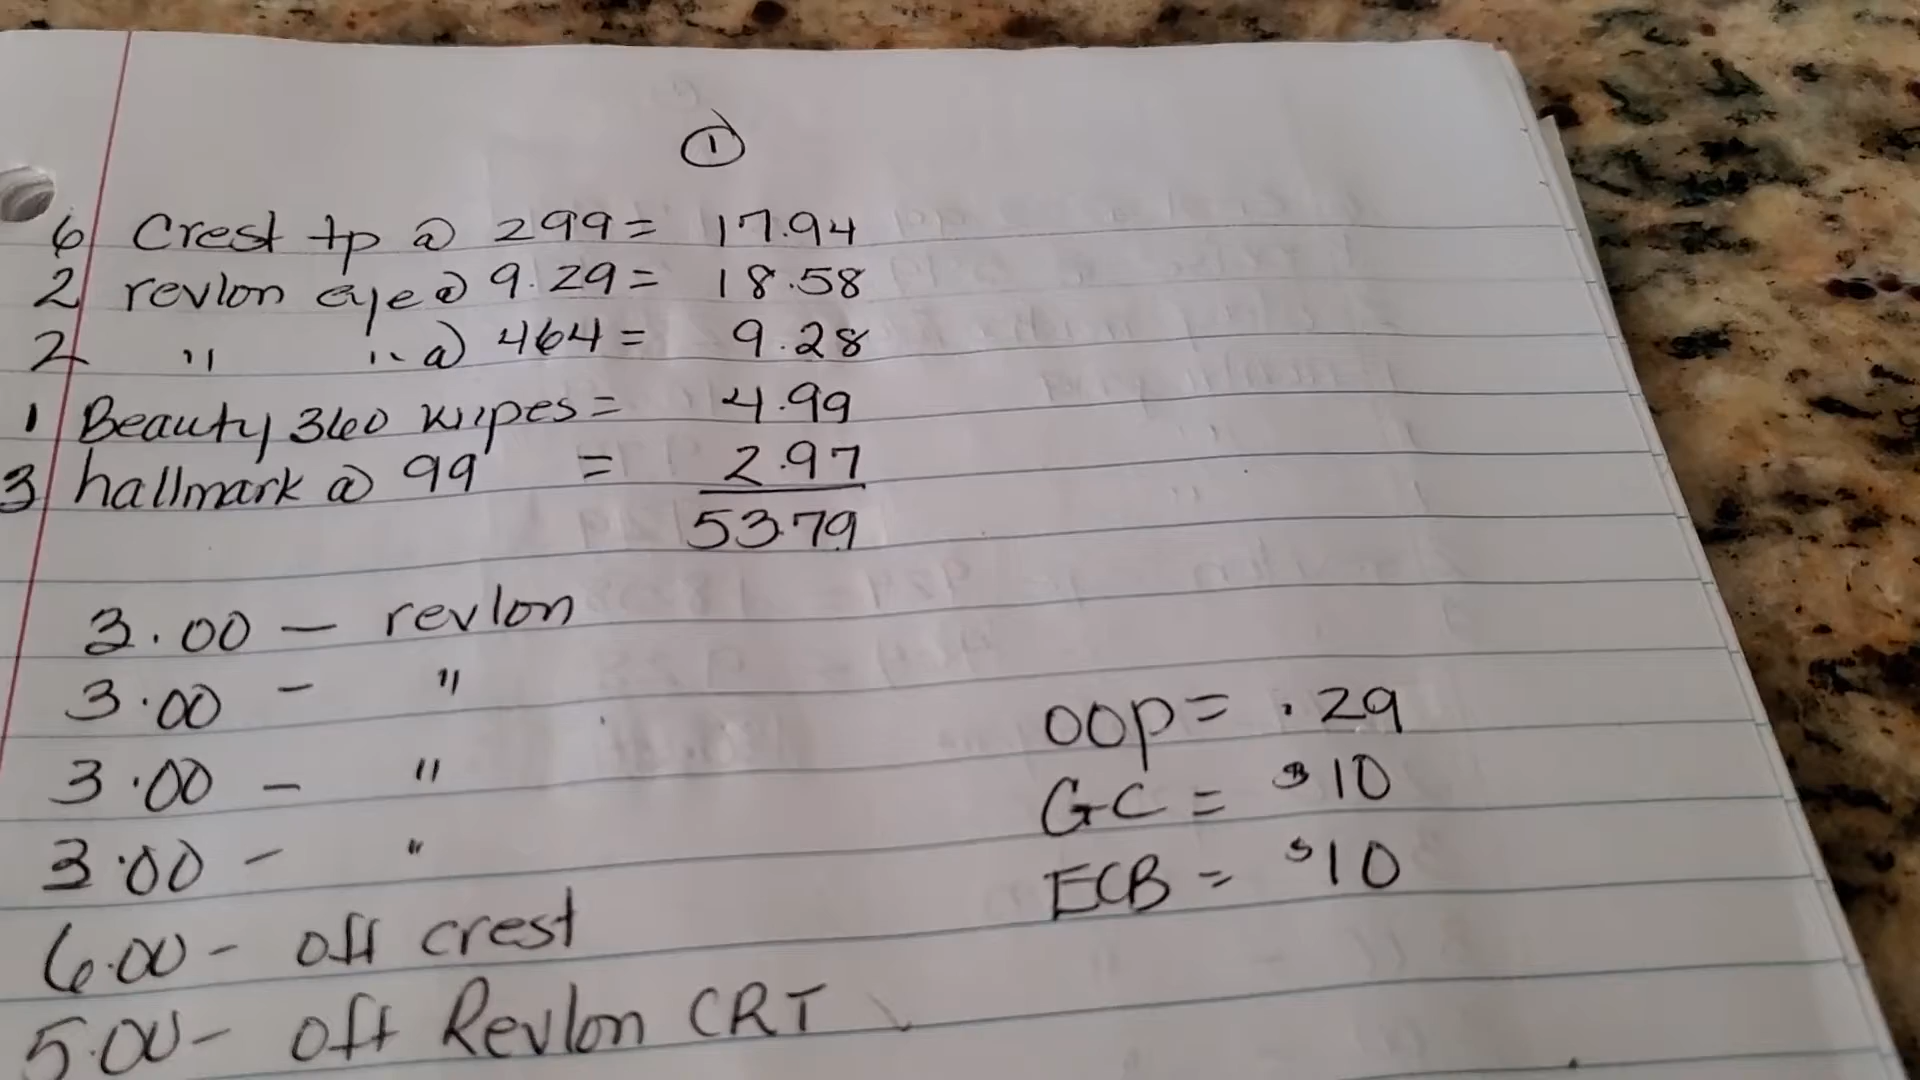 1
6 Crest tp @ 299 = 17.94
2 revlon eye @ 9.29 = 18.58
2 " " @ 464 = 9.28
1 Beauty 360 wipes = 4.99
3 hallmark @ 99 = 2.97
53.79
3.00 - revlon
3.00 - "
3.00 - "
3.00 - "
6.00 - off crest
5.00 - off Revlon CRT
OOP = .29
GC = $10
ECB = $10